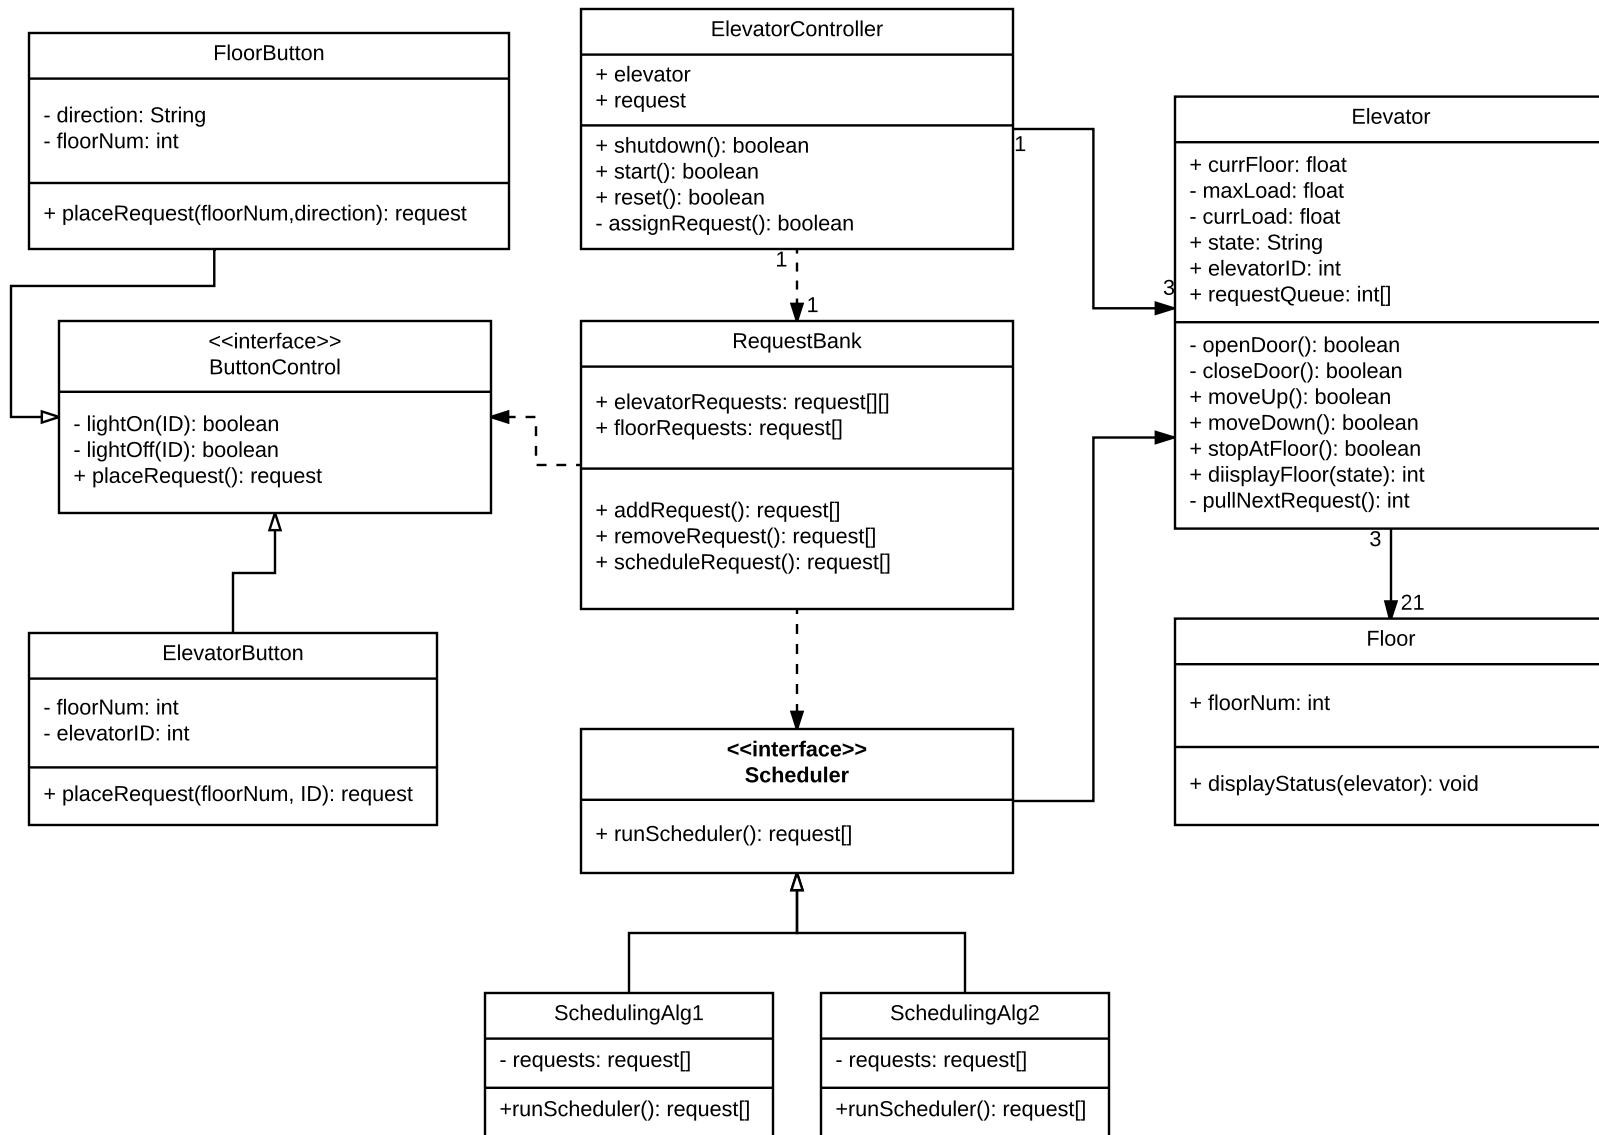 FloorButton
- direction: String
- floorNum: int
+ placeRequest(floorNum,direction): request
ElevatorController
+ elevator
+ request
+ shutdown(): boolean
+ start(): boolean
+ reset(): boolean
- assignRequest(): boolean
1
3
1
1
Elevator
+ currFloor: float
- maxLoad: float
- currLoad: float
+ state: String
+ elevatorID: int
+ requestQueue: int[]
- openDoor(): boolean
- closeDoor(): boolean
+ moveUp(): boolean
+ moveDown(): boolean
+ stopAtFloor(): boolean
+ diisplayFloor(state): int
- pullNextRequest(): int
3
21
<<interface>>
ButtonControl
- lightOn(ID): boolean
- lightOff(ID): boolean
+ placeRequest(): request
RequestBank
+ elevatorRequests: request[][]
+ floorRequests: request[]
+ addRequest(): request[]
+ removeRequest(): request[]
+ scheduleRequest(): request[]
ElevatorButton
- floorNum: int
- elevatorID: int
+ placeRequest(floorNum, ID): request
<<interface>>
Scheduler
+ runScheduler(): request[]
Floor
+ floorNum: int
+ displayStatus(elevator): void
SchedulingAlg1
- requests: request[]
+runScheduler(): request[]
SchedulingAlg2
- requests: request[]
+runScheduler(): request[]